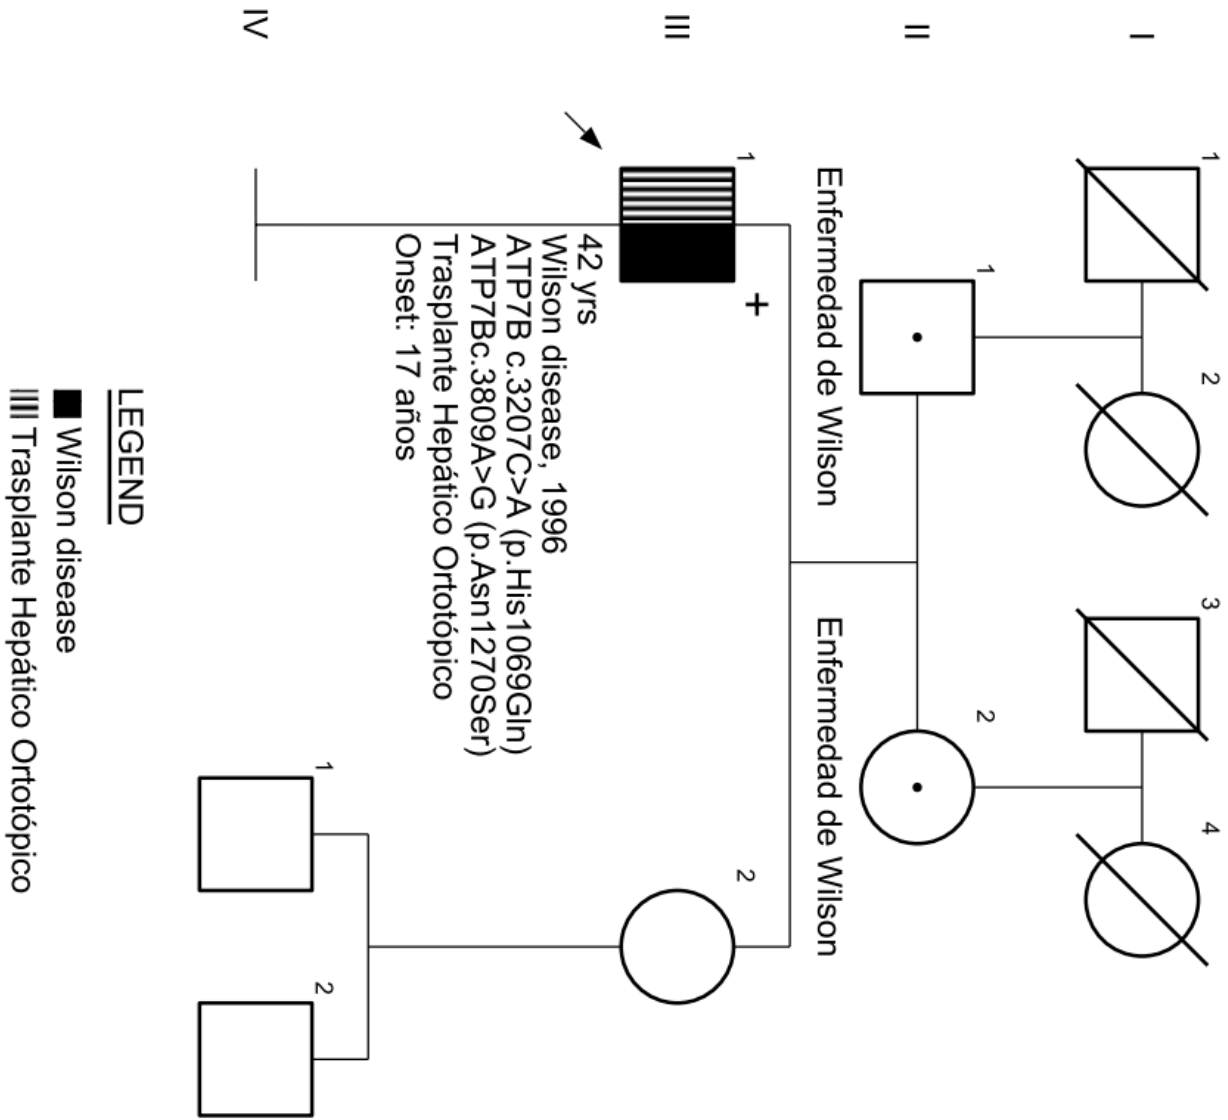 I
1
2
3
4
II
1
2
Enfermedad de Wilson
Enfermedad de Wilson
III
1
2
+
42 yrs
Wilson disease, 1996
ATP7B c.3207C>A (p.His1069Gln)
ATP7Bc.3809A>G (p.Asn1270Ser)
Trasplante Hepático Ortotópico
Onset: 17 años
IV
1
2
LEGEND
Wilson disease
Trasplante Hepático Ortotópico